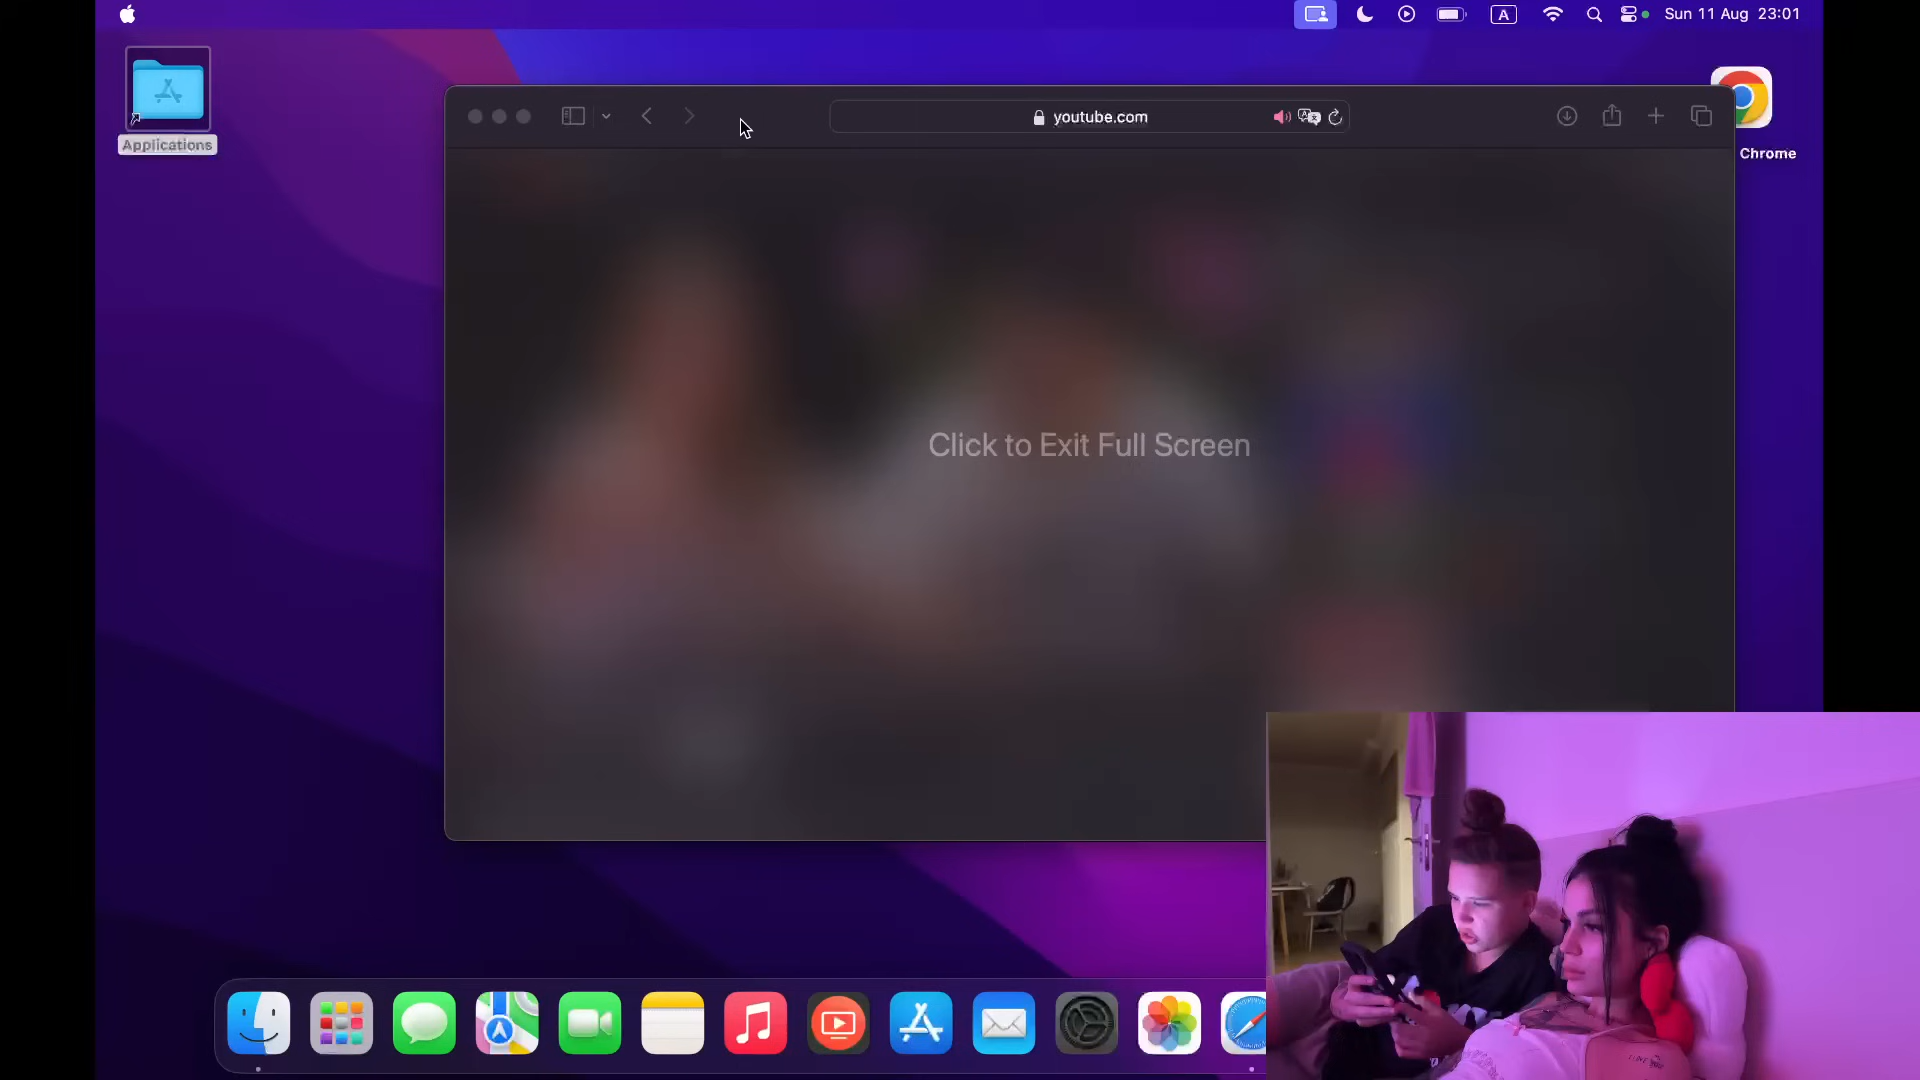 A
Sun 11 Aug 23:01
youtube.com
Chrome
Applications
Click to Exit Full Screen